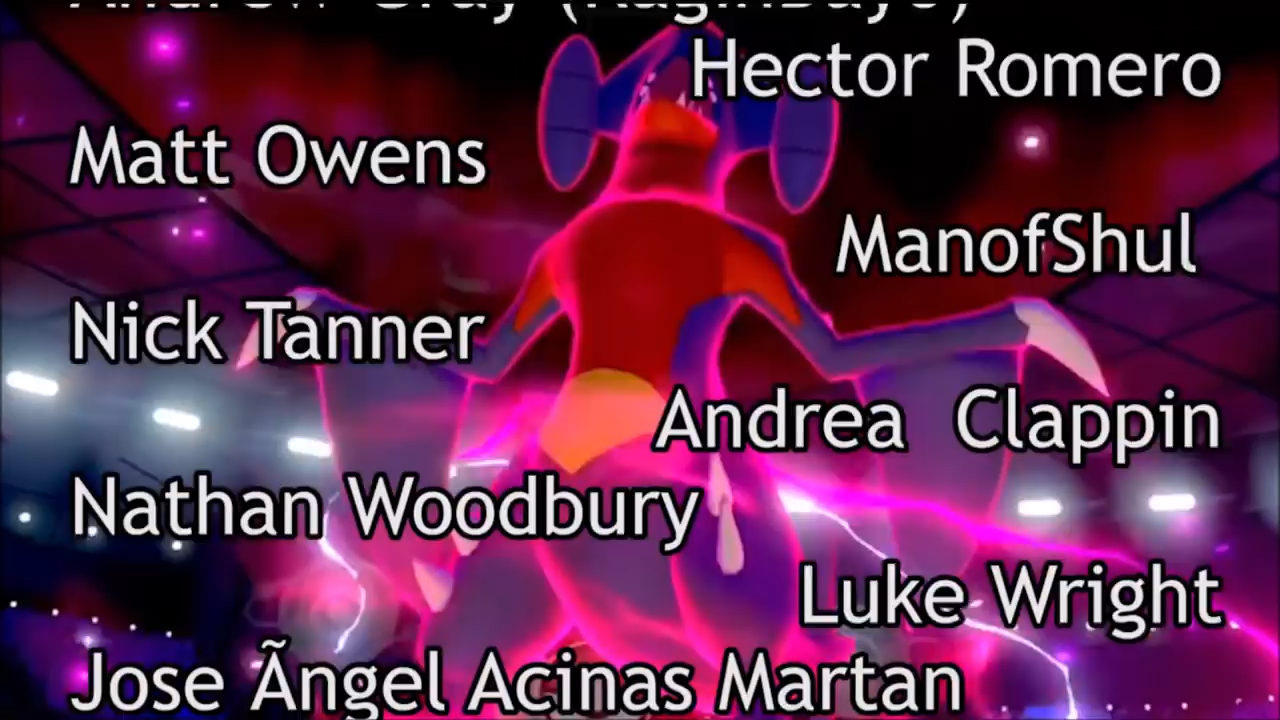 Hector Romero
Matt Owens
ManofShul
Nick Tanner
Andrea  Clappin
Nathan Woodbury
Luke Wright
Jose Ãngel Acinas Martan